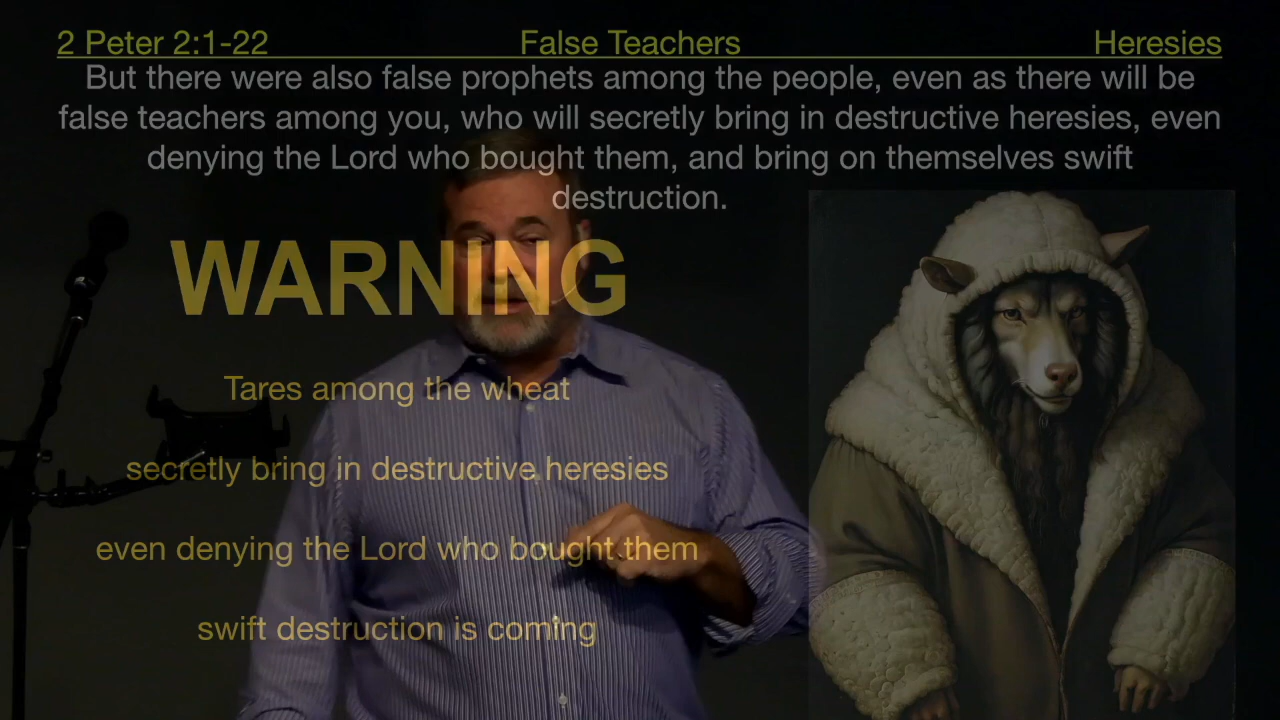 2 Peter 2:1-22 False Teachers Heresies
But there were also false prophets among the people, even as there will be
false teachers among you, who will secretly bring in destructive heresies, even
denying the Lord who bought them, and bring on themselves swift
destruction.
WARNING
Tares among the wheat
secretly bring in destructive heresies
even denying the Lord who bought them
swift destruction is coming